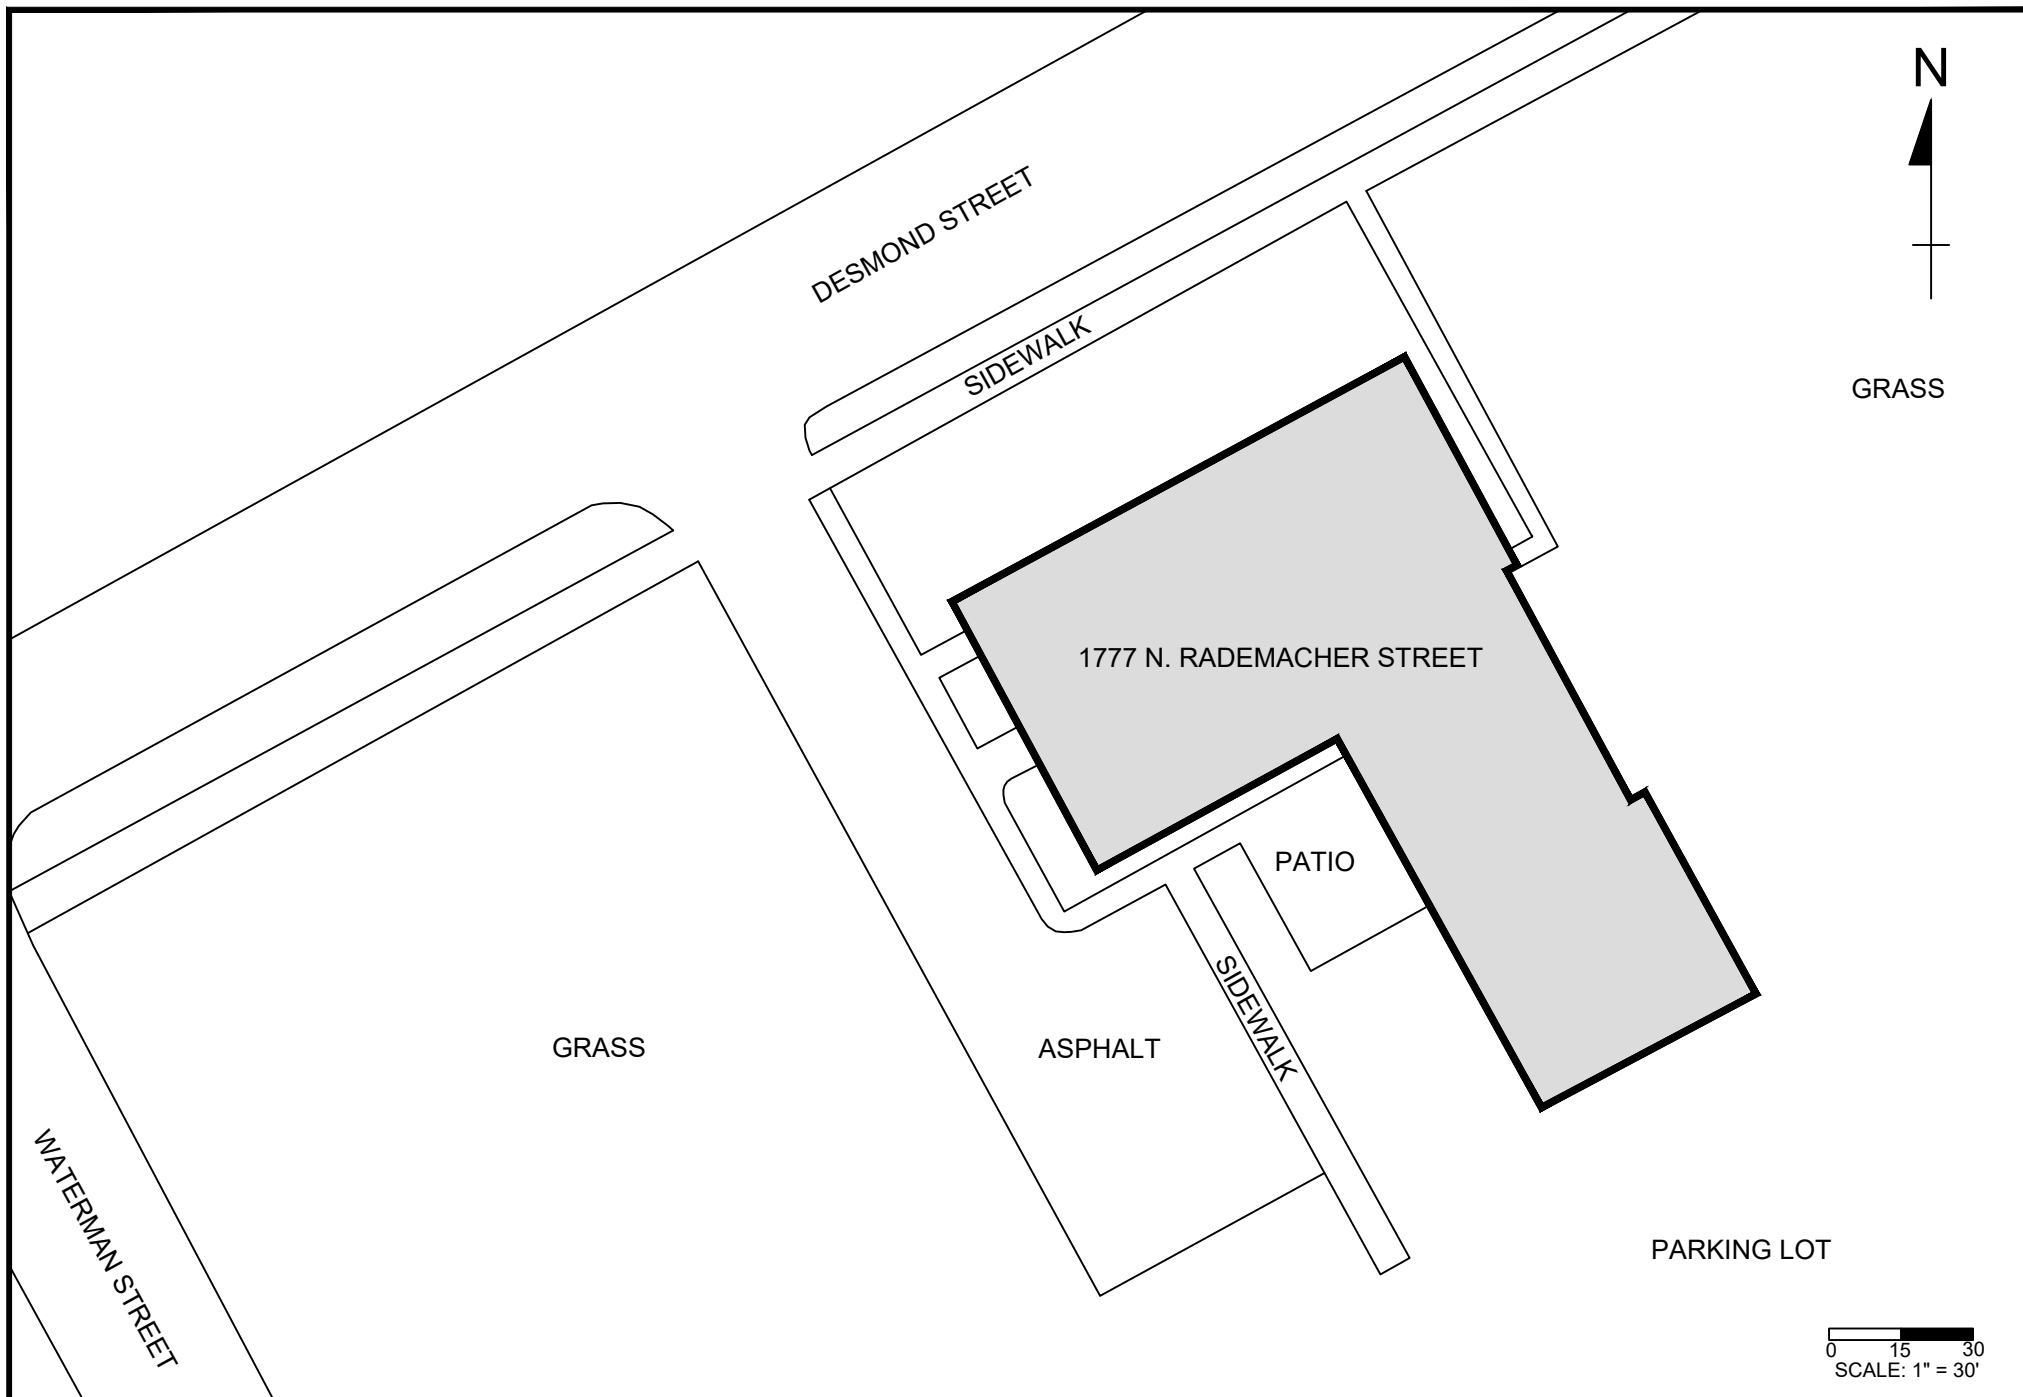 N
DESMOND STREET
SIDEWALK
GRASS
1777 N. RADEMACHER STREET
PATIO
SIDEWALK
GRASS
ASPHALT
WATERMAN STREET
PARKING LOT
0 15 30
SCALE: 1" = 30'